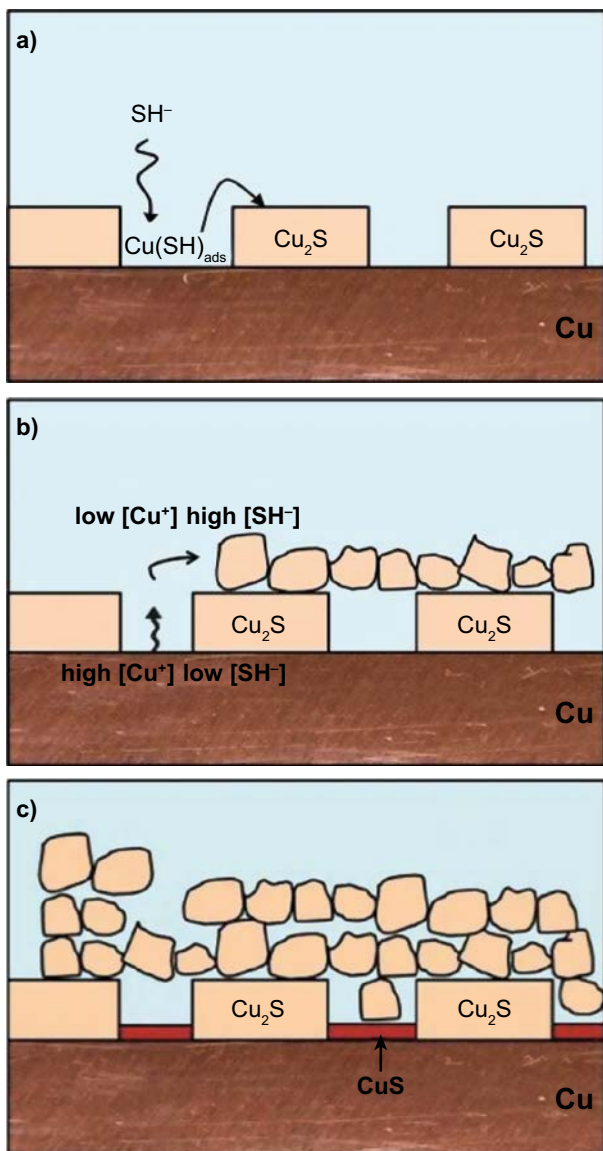 a)
SH⁻
Cu(SH)ads
Cu₂S
Cu₂S
Cu
b)
low [Cu⁺] high [SH⁻]
Cu₂S
Cu₂S
high [Cu⁺] low [SH⁻]
Cu
c)
Cu₂S
Cu₂S
CuS
Cu